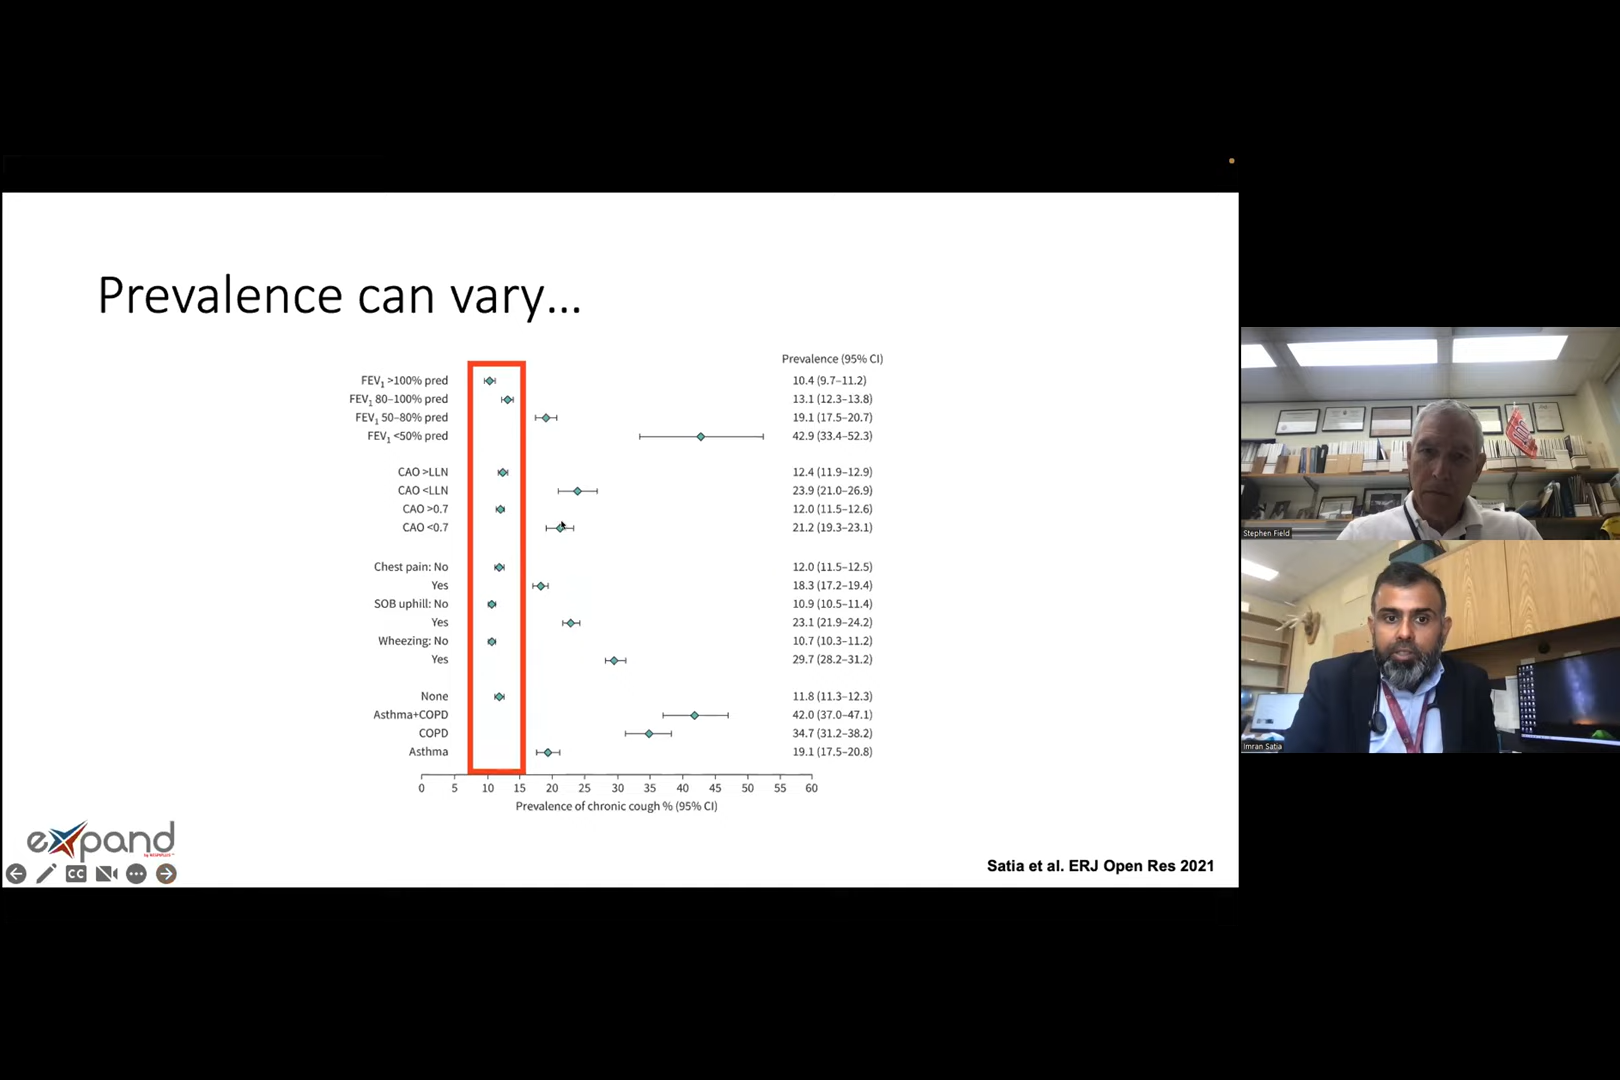 Prevalence can vary...
Prevalence (95% CI)
FEV1 >100% pred 10.4 (9.7–11.2)
FEV1 80–100% pred 13.1 (12.3–13.8)
FEV1 50–80% pred 19.1 (17.5–20.7)
FEV1 <50% pred 42.9 (33.4–52.3)
CAO >LLN 12.4 (11.9–12.9)
CAO <LLN 23.9 (21.0–26.9)
CAO >0.7 12.0 (11.5–12.6)
CAO <0.7 21.2 (19.3–23.1)
Chest pain: No 12.0 (11.5–12.5)
Yes 18.3 (17.2–19.4)
SOB uphill: No 10.9 (10.5–11.4)
Yes 23.1 (21.9–24.2)
Wheezing: No 10.7 (10.3–11.2)
Yes 29.7 (28.2–31.2)
None 11.8 (11.3–12.3)
Asthma+COPD 42.0 (37.0–47.1)
COPD 34.7 (31.2–38.2)
Asthma 19.1 (17.5–20.8)
0 5 10 15 20 25 30 35 40 45 50 55 60
Prevalence of chronic cough % (95% CI)
expand
CC
Satia et al. ERJ Open Res 2021
Stephen Field
Imran Satia